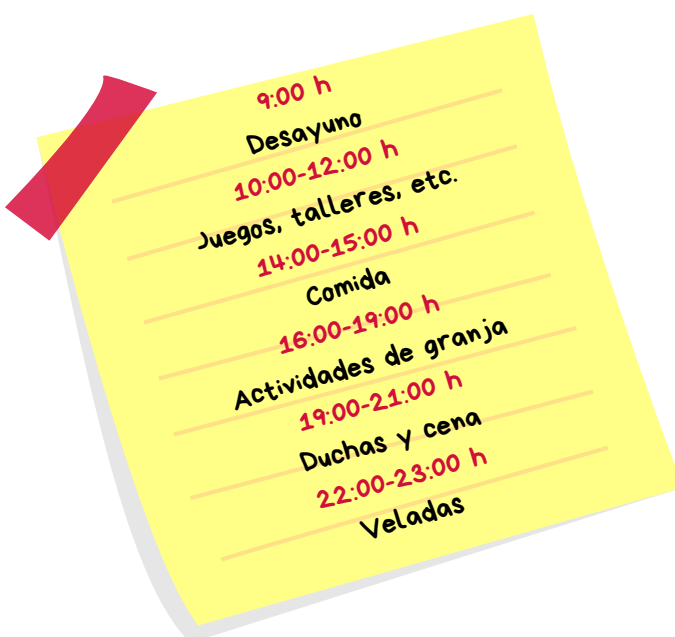 9:00 h
Desayuno
10:00-12:00 h
Juegos, talleres, etc.
14:00-15:00 h
Comida
16:00-19:00 h
Actividades de granja
19:00-21:00 h
Duchas y cena
22:00-23:00 h
Veladas